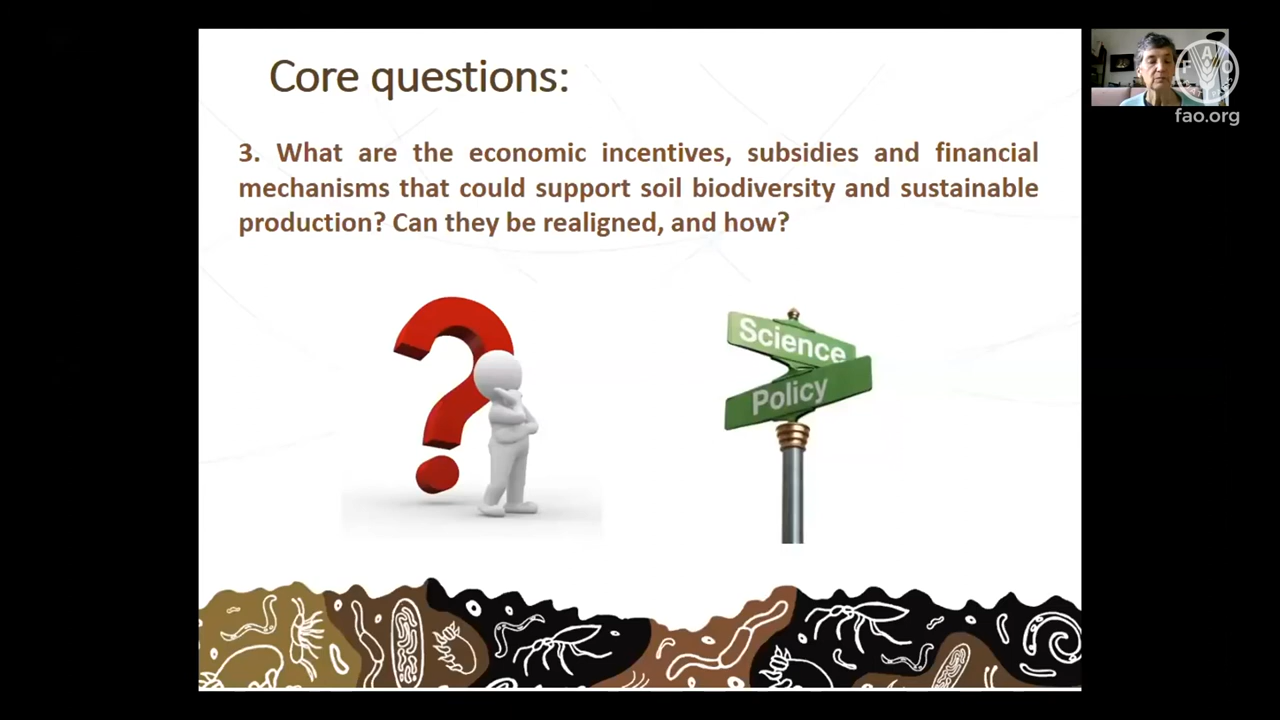 Core questions:
3. What are the economic incentives, subsidies and financial
mechanisms that could support soil biodiversity and sustainable
production? Can they be realigned, and how?
Science
Policy
F A O
fao.org